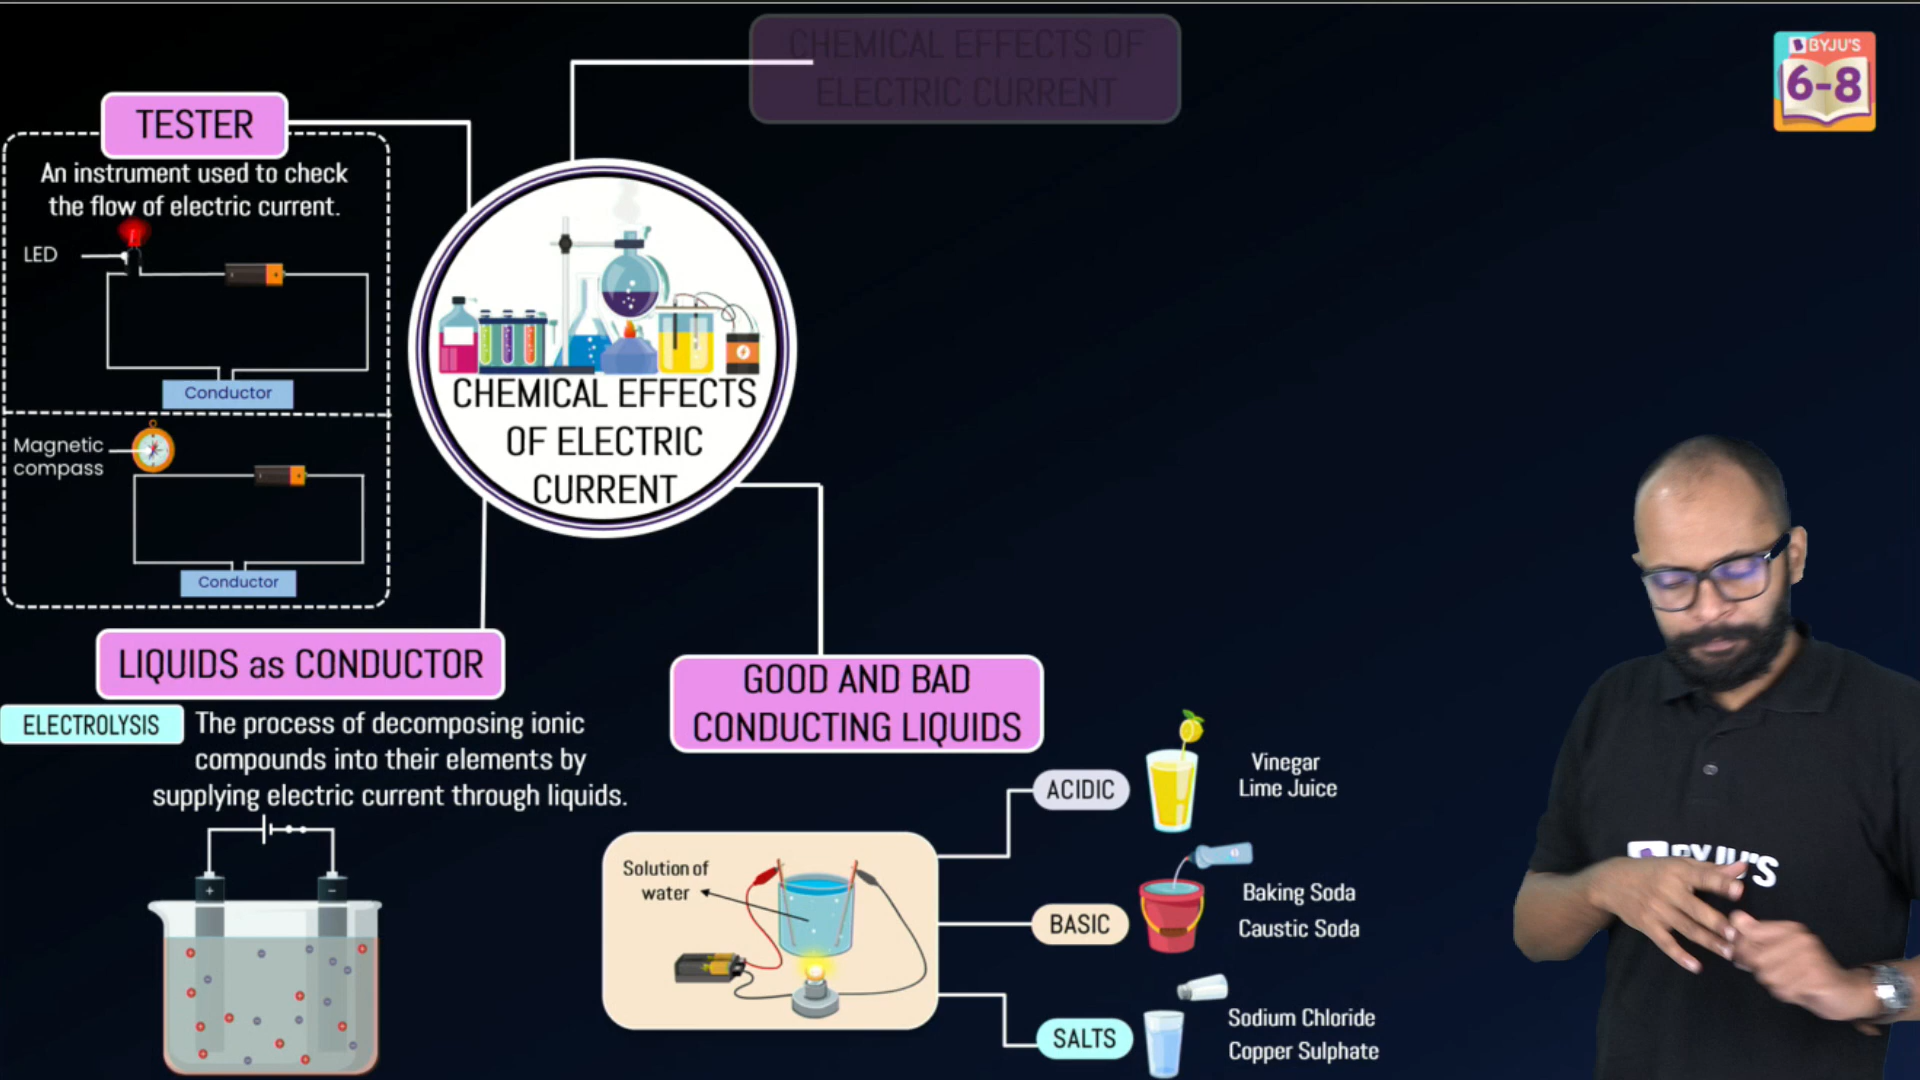 CHEMICAL EFFECTS OF
ELECTRIC CURRENT
BYJU'S
6-8
TESTER
An instrument used to check
the flow of electric current.
LED
Conductor
Magnetic
compass
Conductor
CHEMICAL EFFECTS
OF ELECTRIC
CURRENT
LIQUIDS as CONDUCTOR
ELECTROLYSIS
The process of decomposing ionic
compounds into their elements by
supplying electric current through liquids.
+
−
GOOD AND BAD
CONDUCTING LIQUIDS
Solution of
water
ACIDIC
Vinegar
Lime Juice
BASIC
Baking Soda
Caustic Soda
SALTS
Sodium Chloride
Copper Sulphate
BYJU'S